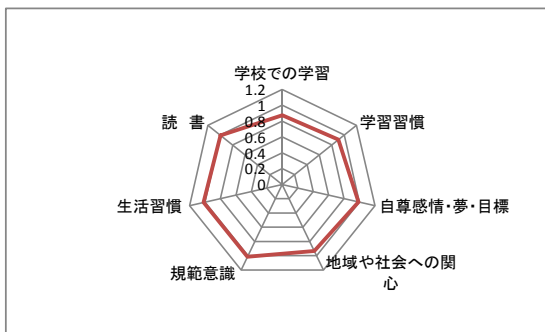 学校での学習
1.2
1
0.8
0.6
0.4
0.2
0
学習習慣
自尊感情・夢・目標
地域や社会への関
心
規範意識
生活習慣
読 書